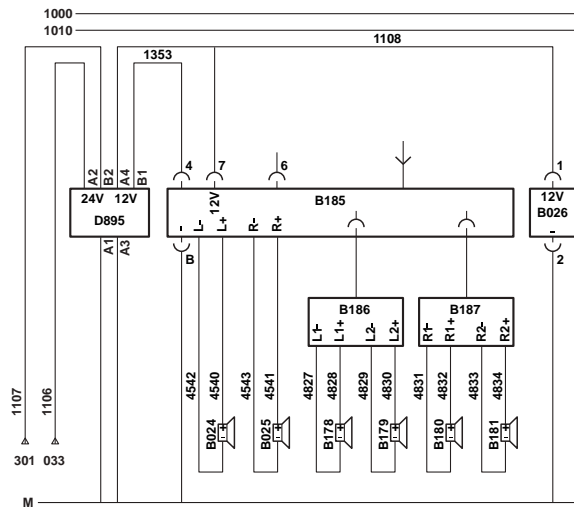 1000
1010
1108
1353
A2 B2 A4 B1
4 7 6 1
24V 12V
D895
12V
B185
12V
B026
- L- L+ R- R+
-
A1 A3
B
2
B186
L1- L1+ L2- L2+
B187
R1- R1+ R2- R2+
4542 4540 4543 4541 4827 4828 4829 4830 4831 4832 4833 4834
1107 1106
B024 B025 B178 B179 B180 B181
+ - + - + - + - + - + -
301 033
M